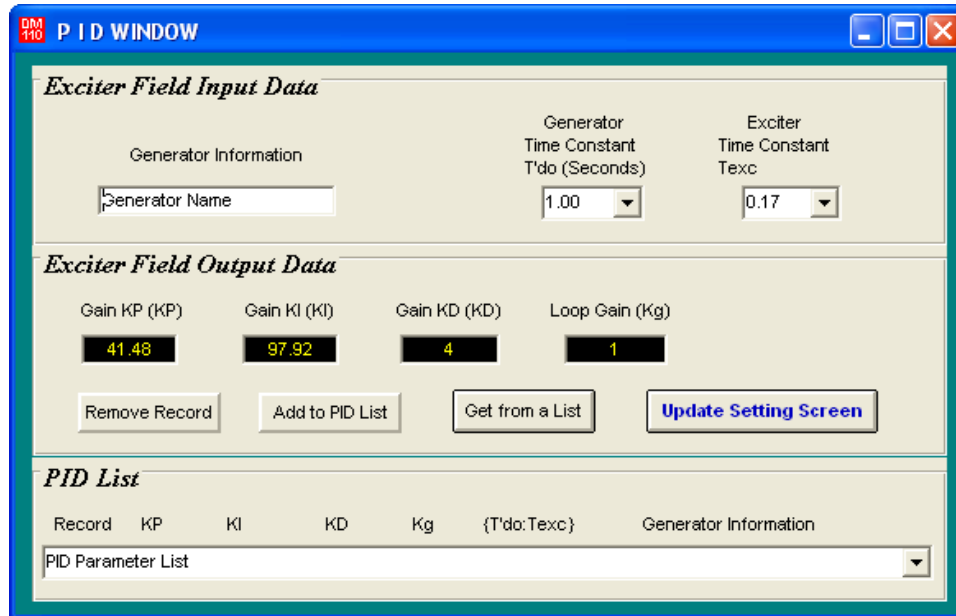 DM 110
P I D WINDOW
Exciter Field Input Data
Generator Information
Generator Name
Generator
Time Constant
T'do (Seconds)
1.00
Exciter
Time Constant
Texc
0.17
Exciter Field Output Data
Gain KP (KP) Gain KI (KI) Gain KD (KD) Loop Gain (Kg)
41.48 97.92 4 1
Remove Record Add to PID List Get from a List Update Setting Screen
PID List
Record KP KI KD Kg {T'do:Texc} Generator Information
PID Parameter List